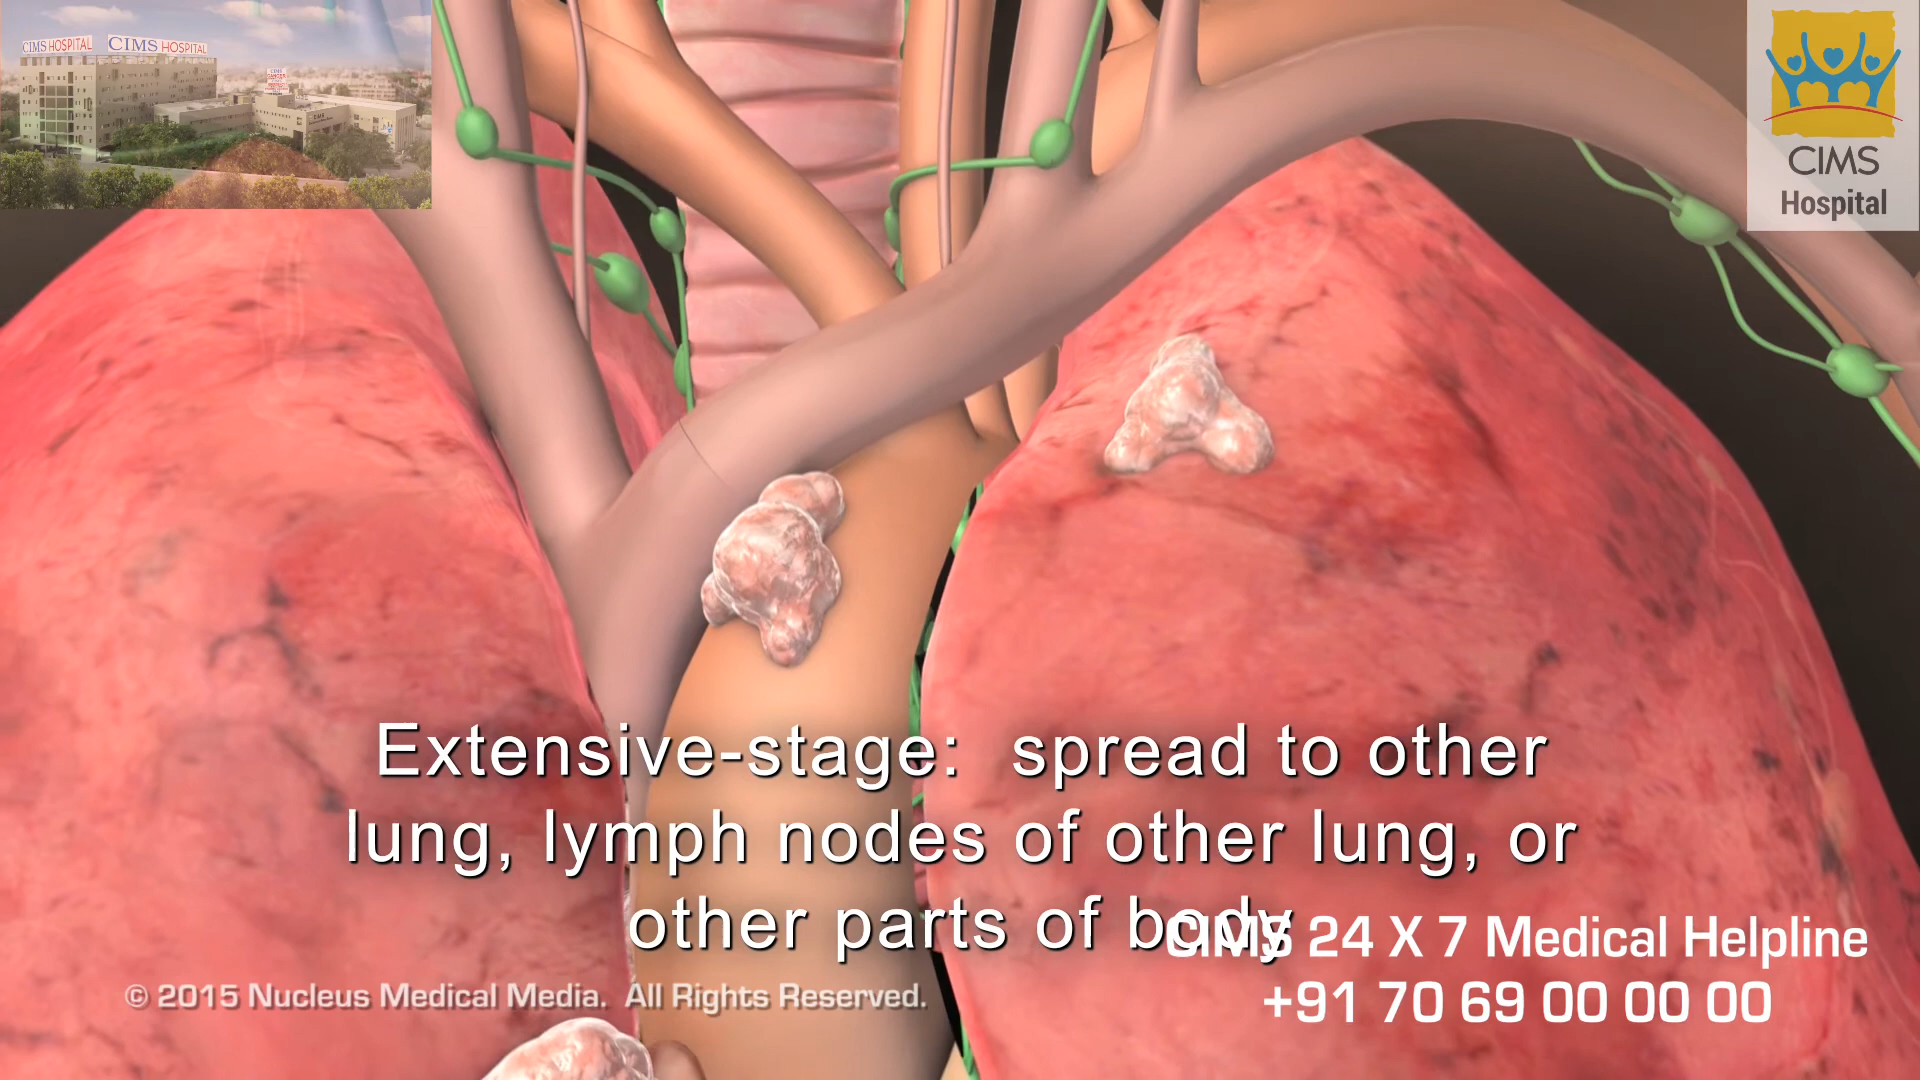 CIMS HOSPITAL CIMS HOSPITAL
CIMS
Hospital
Extensive-stage: spread to other
lung, lymph nodes of other lung, or
other parts of body
CIMS 24 X 7 Medical Helpline
+91 70 69 00 00 00
© 2015 Nucleus Medical Media. All Rights Reserved.